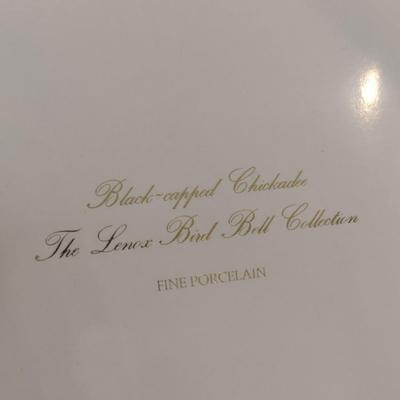 Black-capped Chickadee
The Lenox Bird Bell Collection
FINE PORCELAIN